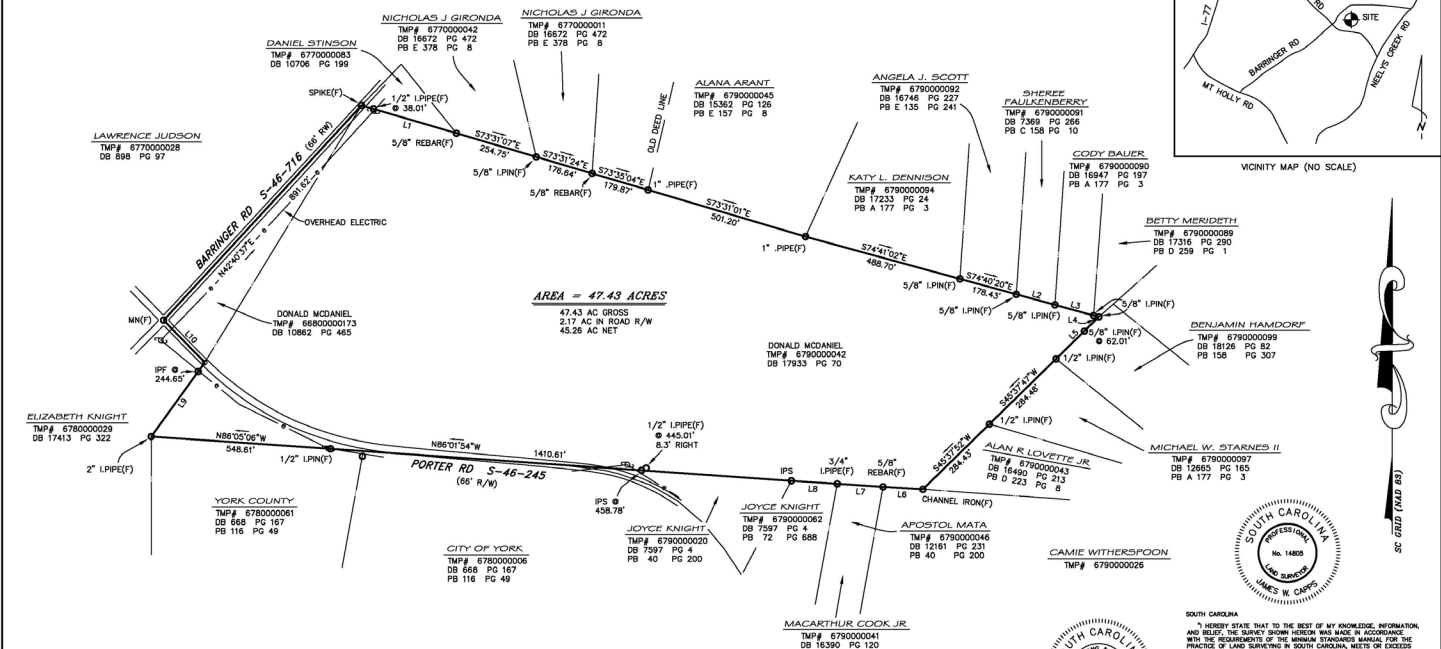 NICHOLAS J GIRONDA
TMP# 6770000042
DB 16672 PG 472
PB E 378 PG 8
NICHOLAS J GIRONDA
TMP# 6770000011
DB 16672 PG 472
PB E 378 PG 8
DANIEL STINSON
TMP# 6770000083
DB 10706 PG 199
SPIKE(F)
1/2" I.PIPE(F)
@ 38.01'
L1
5/8" REBAR(F)
S73°31'07"E
254.75'
5/8" I.PIN(F)
S73°31'24"E
176.64'
5/8" REBAR(F)
S73°35'04"E
179.87'
1" .PIPE(F)
OLD DEED LINE
ALANA ARANT
TMP# 6790000045
DB 15362 PG 126
PB E 157 PG 8
S73°31'01"E
501.20'
1" .PIPE(F)
ANGELA J. SCOTT
TMP# 6790000092
DB 16746 PG 227
PB E 135 PG 241
SHEREE
FAULKENBERRY
TMP# 6790000091
DB 7369 PG 266
PB C 158 PG 10
CODY BAUER
TMP# 6790000090
DB 16947 PG 197
PB A 177 PG 3
KATY L. DENNISON
TMP# 6790000094
DB 17233 PG 24
PB A 177 PG 3
S74°41'02"E
488.70'
5/8" I.PIN(F)
S74°40'20"E
178.43'
5/8" I.PIN(F)
L2
5/8" I.PIN(F)
L3
5/8" I.PIN(F)
L4
L5
5/8" I.PIN(F)
@ 62.01'
1/2" I.PIN(F)
BETTY MERIDETH
TMP# 6790000089
DB 17316 PG 290
PB D 259 PG 1
BENJAMIN HAMDORF
TMP# 6790000099
DB 18126 PG 82
PB 158 PG 307
I-77
RD
SITE
BARRINGER RD
NEELYS CREEK RD
MT HOLLY RD
N
VICINITY MAP (NO SCALE)
LAWRENCE JUDSON
TMP# 6770000028
DB 898 PG 97
BARRINGER RD S-46-716 (66' RW)
N42°40'37"E
891.62'
OVERHEAD ELECTRIC
MN(F)
L10
DONALD MCDANIEL
TMP# 66800000173
DB 10862 PG 465
AREA = 47.43 ACRES
47.43 AC GROSS
2.17 AC IN ROAD R/W
45.26 AC NET
DONALD MCDANIEL
TMP# 6790000042
DB 17933 PG 70
S45°37'47"W
284.48'
1/2" I.PIN(F)
S45°37'52"W
284.43'
IPF @
244.65'
L9
ELIZABETH KNIGHT
TMP# 6780000029
DB 17413 PG 322
2" I.PIPE(F)
N86°05'06"W
548.61'
1/2" I.PIN(F)
N86°01'54"W
1410.61'
PORTER RD S-46-245
(66' R/W)
1/2" I.PIPE(F)
@ 445.01'
8.3' RIGHT
IPS @
458.78'
IPS
L8
3/4"
I.PIPE(F)
L7
5/8"
REBAR(F)
L6
CHANNEL IRON(F)
ALAN R LOVETTE JR
TMP# 6790000043
DB 16490 PG 213
PB D 223 PG 8
MICHAEL W. STARNES II
TMP# 6790000097
DB 12665 PG 165
PB A 177 PG 3
YORK COUNTY
TMP# 6780000061
DB 668 PG 167
PB 116 PG 49
CITY OF YORK
TMP# 6780000006
DB 668 PG 167
PB 116 PG 49
JOYCE KNIGHT
TMP# 6790000020
DB 7597 PG 4
PB 40 PG 200
JOYCE KNIGHT
TMP# 6790000062
DB 7597 PG 4
PB 72 PG 688
APOSTOL MATA
TMP# 6790000046
DB 12161 PG 231
PB 40 PG 200
MACARTHUR COOK JR
TMP# 6790000041
DB 16390 PG 120
CAMIE WITHERSPOON
TMP# 6790000026
SC GRID (NAD 83)
SOUTH CAROLINA
PROFESSIONAL
No. 14805
LAND SURVEYOR
JAMES W. CAPPS
SOUTH CAROLINA
"I HEREBY STATE THAT TO THE BEST OF MY KNOWLEDGE, INFORMATION,
AND BELIEF, THE SURVEY SHOWN HEREON WAS MADE IN ACCORDANCE
WITH THE REQUIREMENTS OF THE MINIMUM STANDARDS MANUAL FOR THE
PRACTICE OF LAND SURVEYING IN SOUTH CAROLINA, MEETS OR EXCEEDS